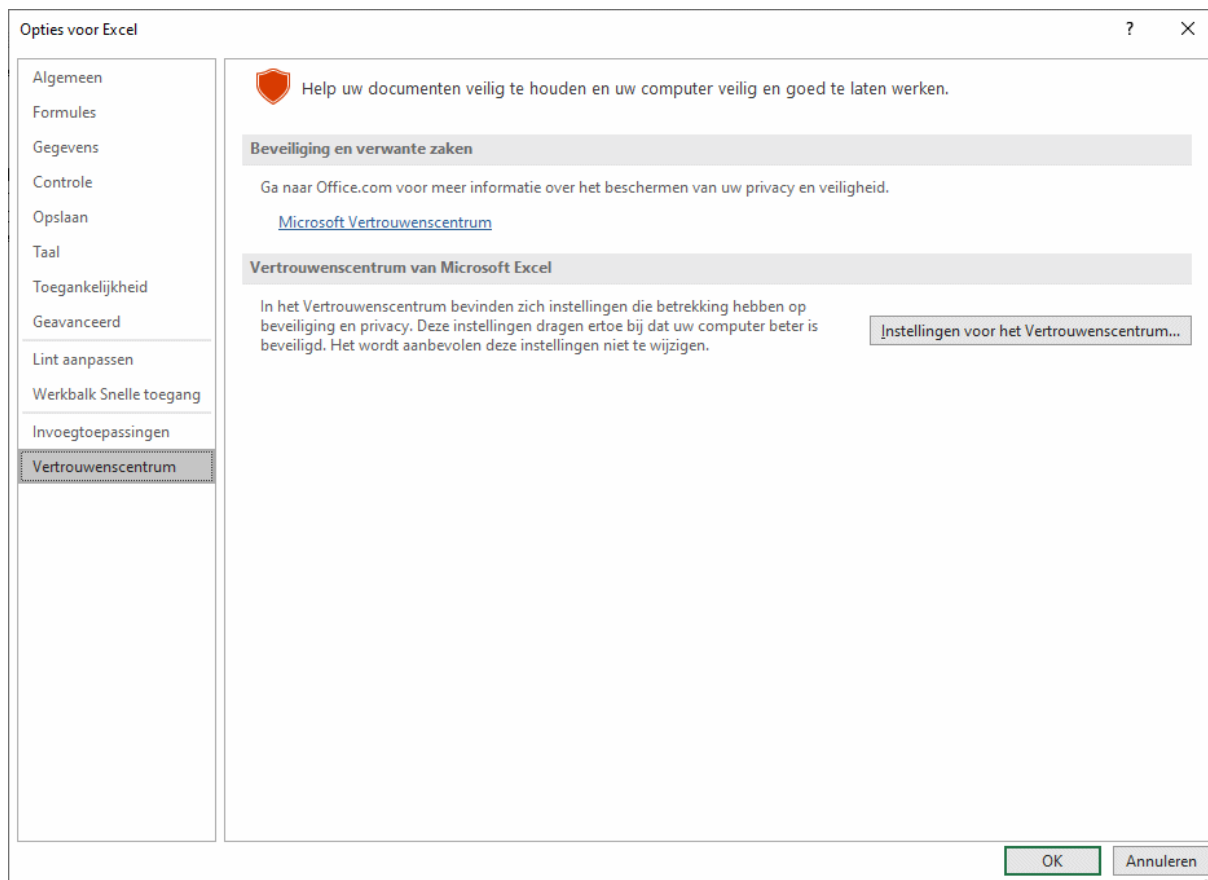 Opties voor Excel
?
Algemeen
Formules
Gegevens
Controle
Opslaan
Taal
Toegankelijkheid
Geavanceerd
Lint aanpassen
Werkbalk Snelle toegang
Invoegtoepassingen
Vertrouwenscentrum
Help uw documenten veilig te houden en uw computer veilig en goed te laten werken.
Beveiliging en verwante zaken
Ga naar Office.com voor meer informatie over het beschermen van uw privacy en veiligheid.
Microsoft Vertrouwenscentrum
Vertrouwenscentrum van Microsoft Excel
In het Vertrouwenscentrum bevinden zich instellingen die betrekking hebben op
beveiliging en privacy. Deze instellingen dragen ertoe bij dat uw computer beter is
beveiligd. Het wordt aanbevolen deze instellingen niet te wijzigen.
Instellingen voor het Vertrouwenscentrum...
OK
Annuleren